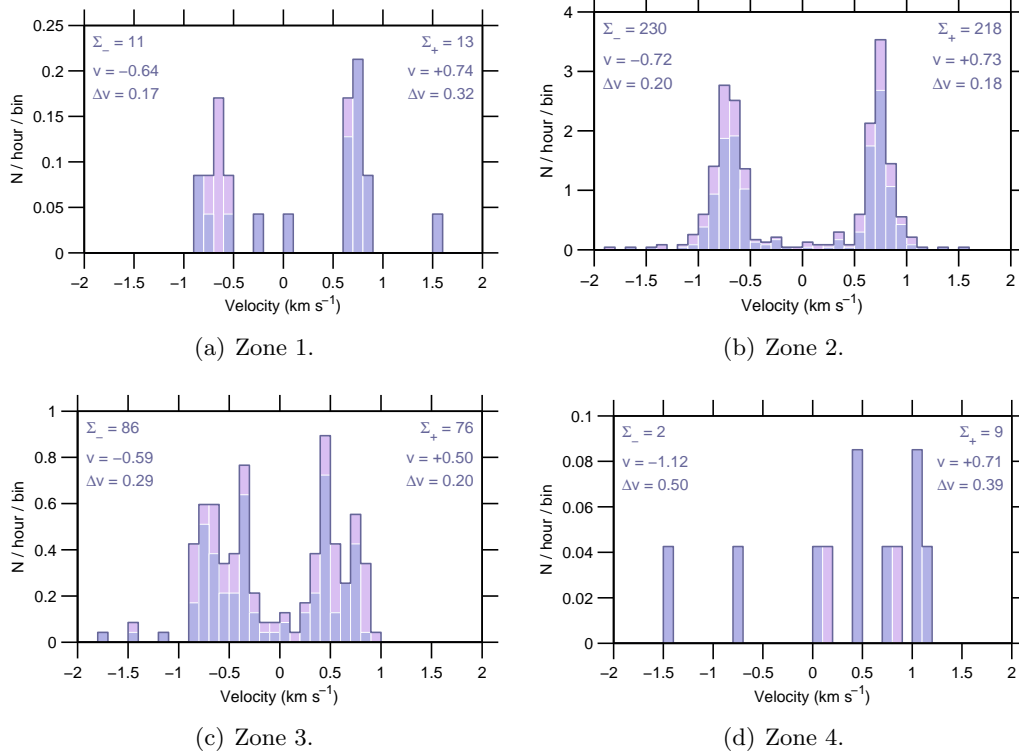 0.25
0.2
0.15
0.1
0.05
0
N / hour / bin
Σ₋ = 11
v = −0.64
Δv = 0.17
Σ₊ = 13
v = +0.74
Δv = 0.32
−2 −1.5 −1 −0.5 0 0.5 1 1.5 2
Velocity (km s⁻¹)
(a) Zone 1.
4
3
2
1
0
N / hour / bin
Σ₋ = 230
v = −0.72
Δv = 0.20
Σ₊ = 218
v = +0.73
Δv = 0.18
−2 −1.5 −1 −0.5 0 0.5 1 1.5 2
Velocity (km s⁻¹)
(b) Zone 2.
1
0.8
0.6
0.4
0.2
0
N / hour / bin
Σ₋ = 86
v = −0.59
Δv = 0.29
Σ₊ = 76
v = +0.50
Δv = 0.20
−2 −1.5 −1 −0.5 0 0.5 1 1.5 2
Velocity (km s⁻¹)
(c) Zone 3.
0.1
0.08
0.06
0.04
0.02
0
N / hour / bin
Σ₋ = 2
v = −1.12
Δv = 0.50
Σ₊ = 9
v = +0.71
Δv = 0.39
−2 −1.5 −1 −0.5 0 0.5 1 1.5 2
Velocity (km s⁻¹)
(d) Zone 4.